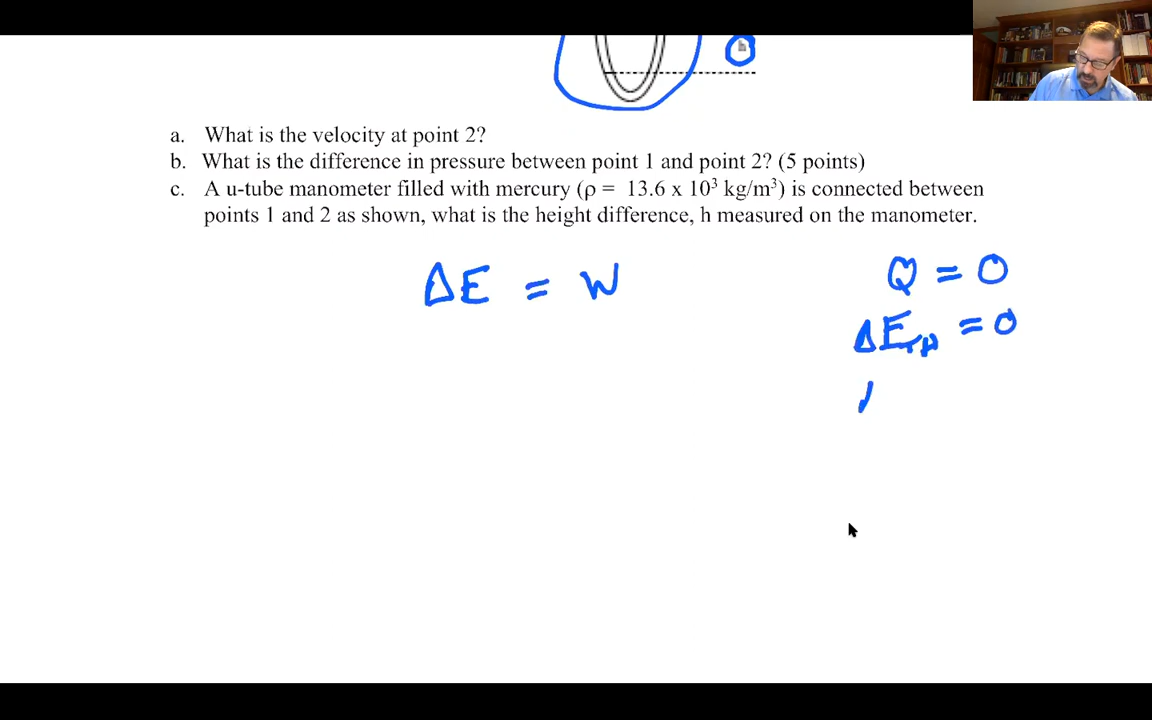 0
a. What is the velocity at point 2?
b. What is the difference in pressure between point 1 and point 2? (5 points)
c. A u-tube manometer filled with mercury (ρ = 13.6 x 10³ kg/m³) is connected between
points 1 and 2 as shown, what is the height difference, h measured on the manometer.
ΔE = W
Q = 0
ΔE_TH = 0